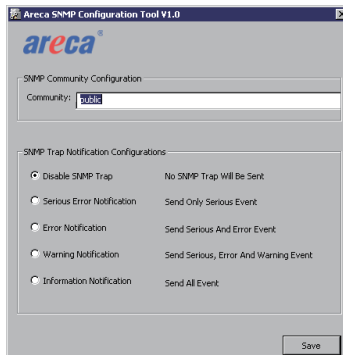 Areca SNMP Configuration Tool V1.0
areca
SNMP Community Configuration
Community: public
SNMP Trap Notification Configurations
Disable SNMP Trap No SNMP Trap Will Be Sent
Serious Error Notification Send Only Serious Event
Error Notification Send Serious And Error Event
Warning Notification Send Serious, Error And Warning Event
Information Notification Send All Event
Save